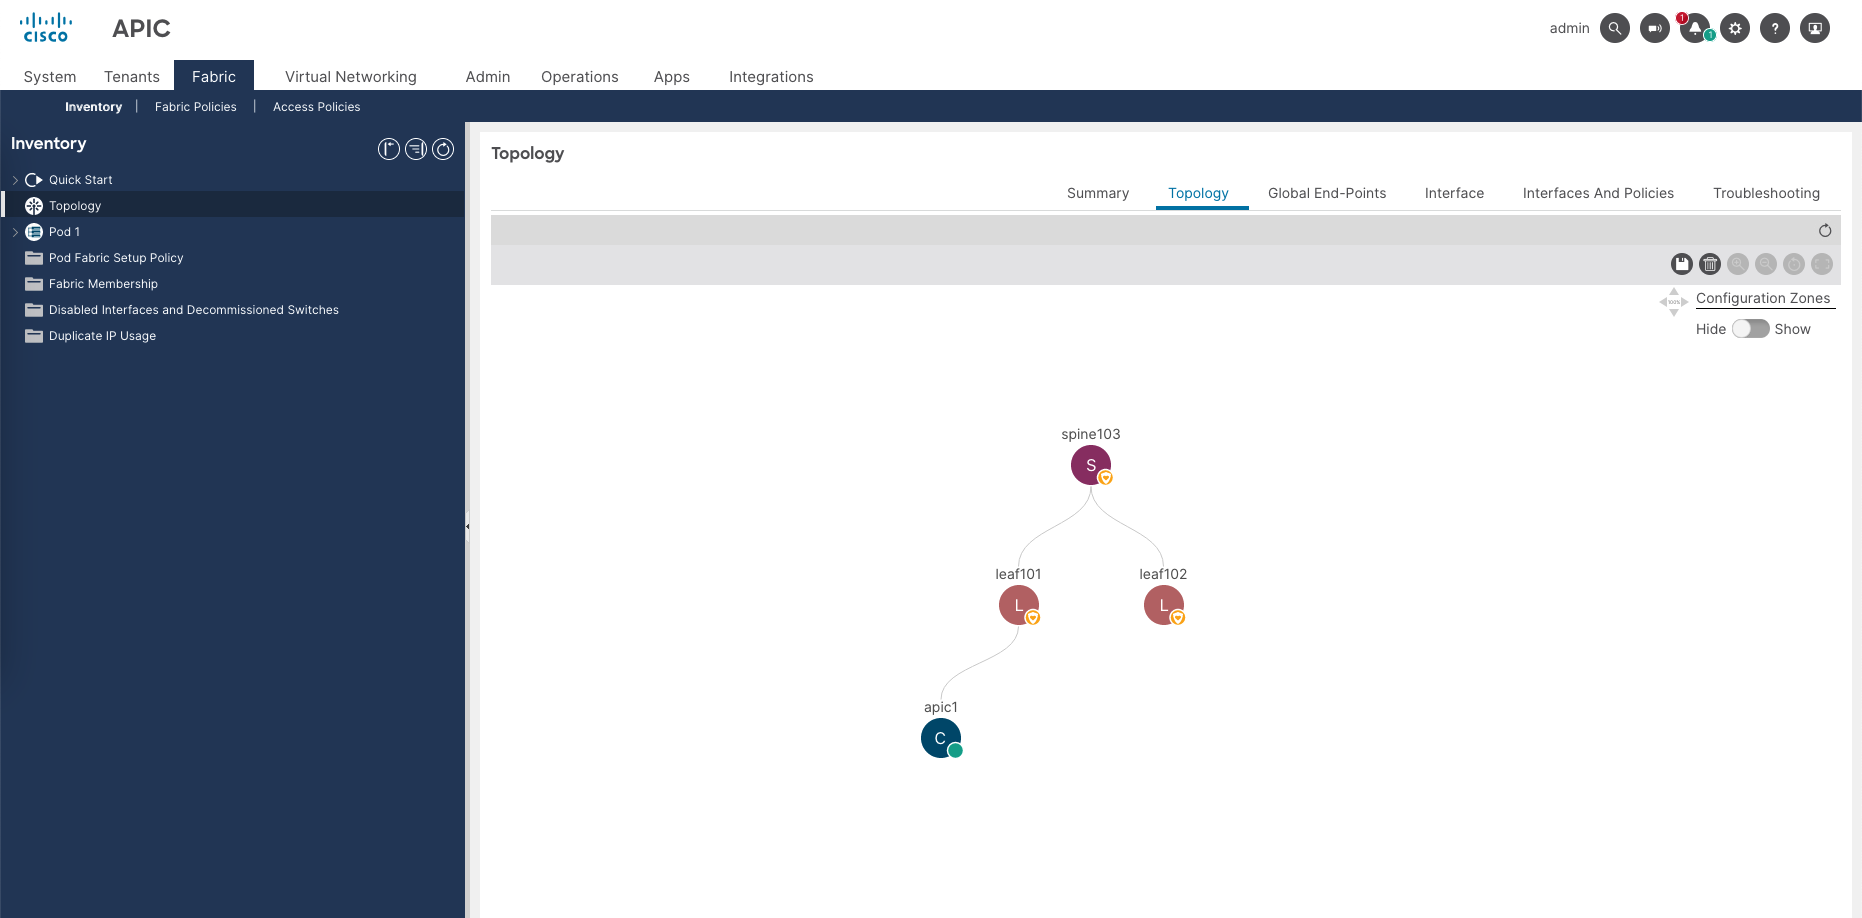 cisco APIC admin 1 1 ?
System Tenants Fabric Virtual Networking Admin Operations Apps Integrations
Inventory | Fabric Policies | Access Policies
Inventory
Quick Start
Topology
Pod 1
Pod Fabric Setup Policy
Fabric Membership
Disabled Interfaces and Decommissioned Switches
Duplicate IP Usage
Topology
Summary Topology Global End-Points Interface Interfaces And Policies Troubleshooting
100% Configuration Zones
Hide Show
spine103
S
leaf101 leaf102
L L
apic1
C